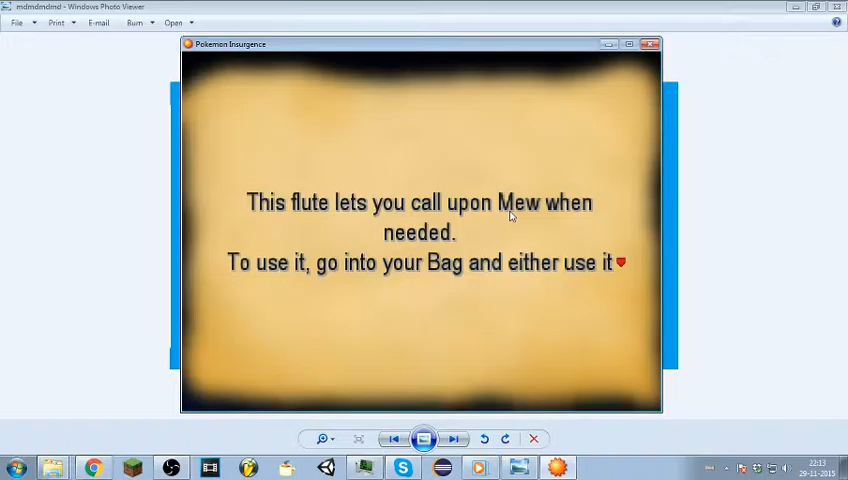 mdmdmdmd - Windows Photo Viewer
File Print E-mail Burn Open
Pokemon Insurgence
This flute lets you call upon Mew when
needed.
To use it, go into your Bag and either use it
22:13
29-11-2015